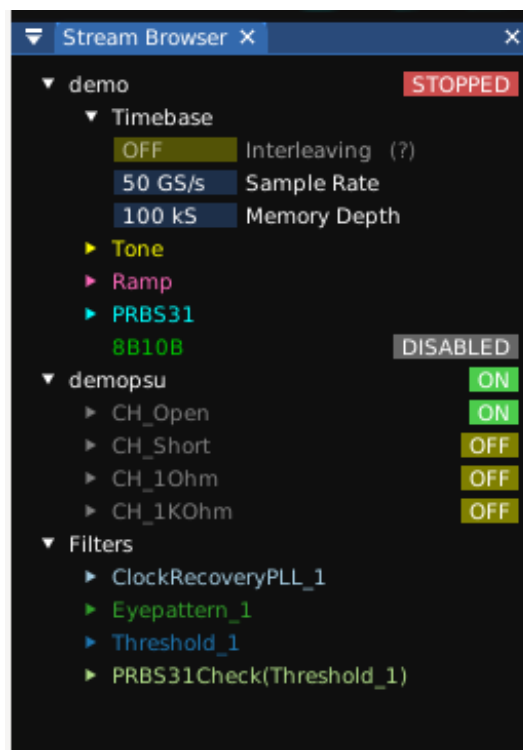 Stream Browser
demo STOPPED
Timebase
OFF Interleaving (?)
50 GS/s Sample Rate
100 kS Memory Depth
Tone
Ramp
PRBS31
8B10B DISABLED
demopsu ON
CH_Open ON
CH_Short OFF
CH_1Ohm OFF
CH_1KOhm OFF
Filters
ClockRecoveryPLL_1
Eyepattern_1
Threshold_1
PRBS31Check(Threshold_1)